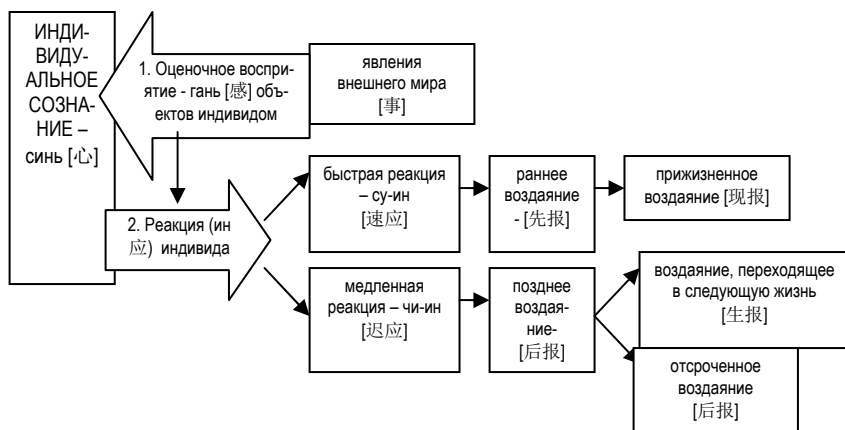 ИНДИ-
ВИДУ-
АЛЬНОЕ
СОЗНА-
НИЕ –
синь [心]
1. Оценочное воспри-
ятие - гань [感] объ-
ектов индивидом
явления
внешнего мира
[事]
2. Реакция (ин
应) индивида
быстрая реакция
– су-ин
[速应]
раннее
воздаяние
- [先报]
прижизненное
воздаяние [现报]
медленная
реакция – чи-ин
[迟应]
позднее
воздая-
ние-
[后报]
воздаяние, переходящее
в следующую жизнь
[生报]
отсроченное
воздаяние
[后报]